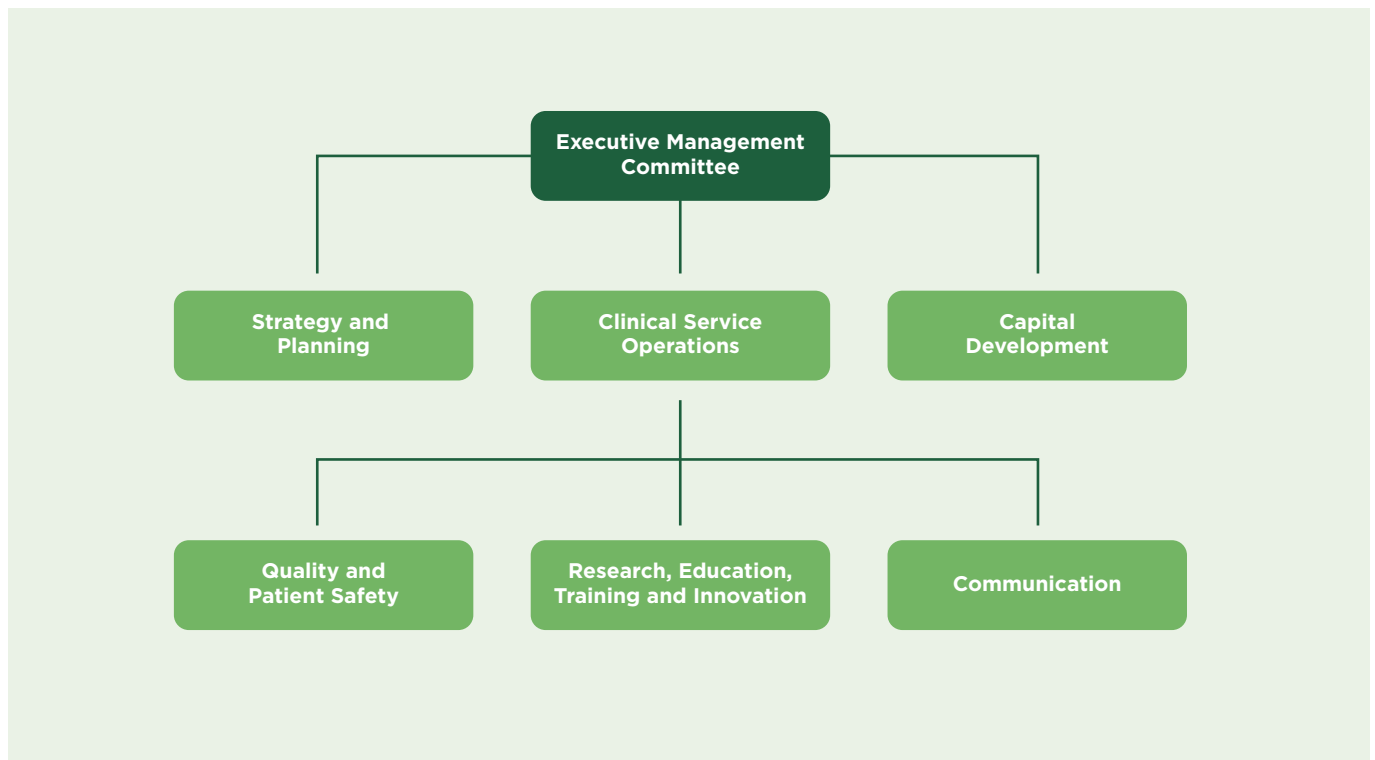 Executive Management
Committee
Strategy and
Planning
Clinical Service
Operations
Capital
Development
Quality and
Patient Safety
Research, Education,
Training and Innovation
Communication